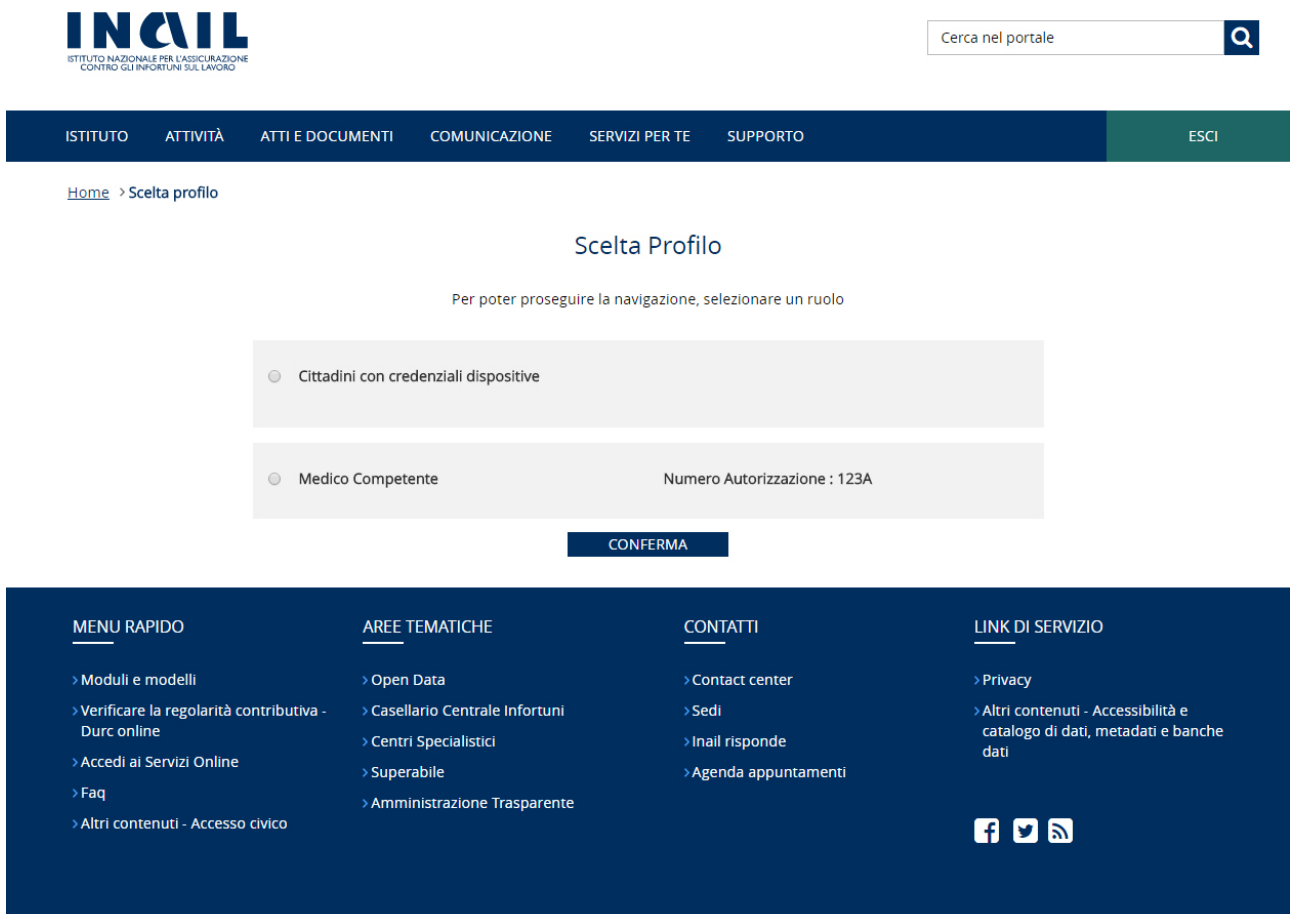 INAIL
ISTITUTO NAZIONALE PER L'ASSICURAZIONE
CONTRO GLI INFORTUNI SUL LAVORO
Cerca nel portale
ISTITUTO ATTIVITÀ ATTI E DOCUMENTI COMUNICAZIONE SERVIZI PER TE SUPPORTO ESCI
Home > Scelta profilo
Scelta Profilo
Per poter proseguire la navigazione, selezionare un ruolo
Cittadini con credenziali dispositive
Medico Competente Numero Autorizzazione : 123A
CONFERMA
MENU RAPIDO
> Moduli e modelli
> Verificare la regolarità contributiva -
Durc online
> Accedi ai Servizi Online
> Faq
> Altri contenuti - Accesso civico
AREE TEMATICHE
> Open Data
> Casellario Centrale Infortuni
> Centri Specialistici
> Superabile
> Amministrazione Trasparente
CONTATTI
> Contact center
> Sedi
> Inail risponde
> Agenda appuntamenti
LINK DI SERVIZIO
> Privacy
> Altri contenuti - Accessibilità e
catalogo di dati, metadati e banche
dati